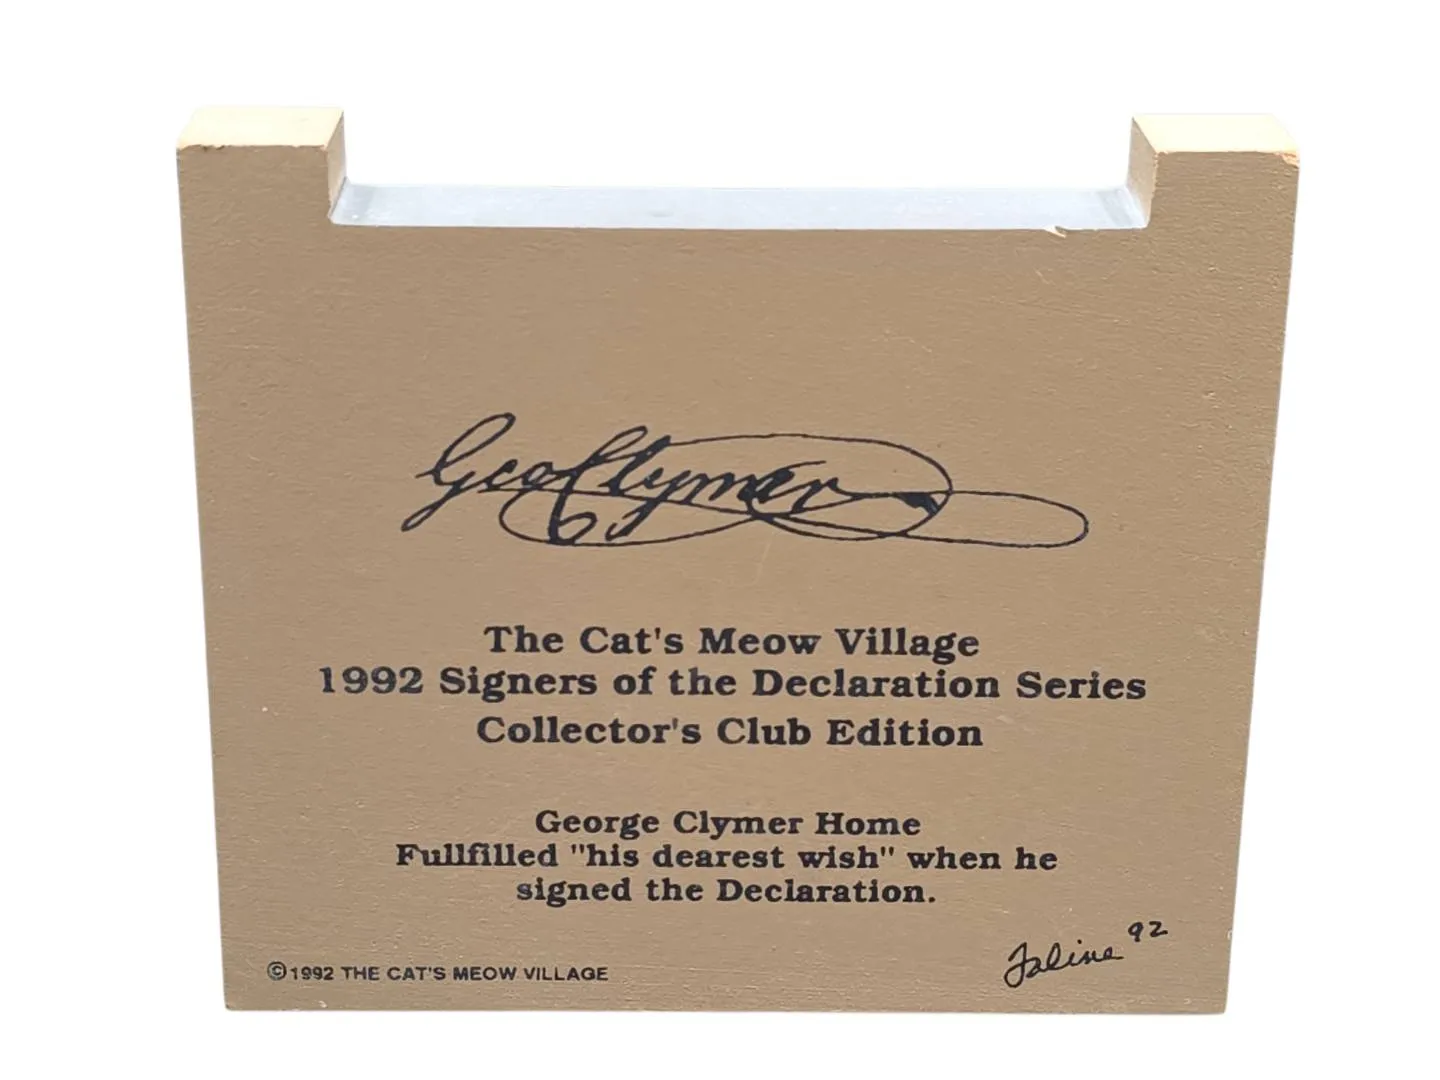 Geo Clymer
The Cat's Meow Village
1992 Signers of the Declaration Series
Collector's Club Edition
George Clymer Home
Fullfilled "his dearest wish" when he
signed the Declaration.
©1992 THE CAT'S MEOW VILLAGE
Faline 92